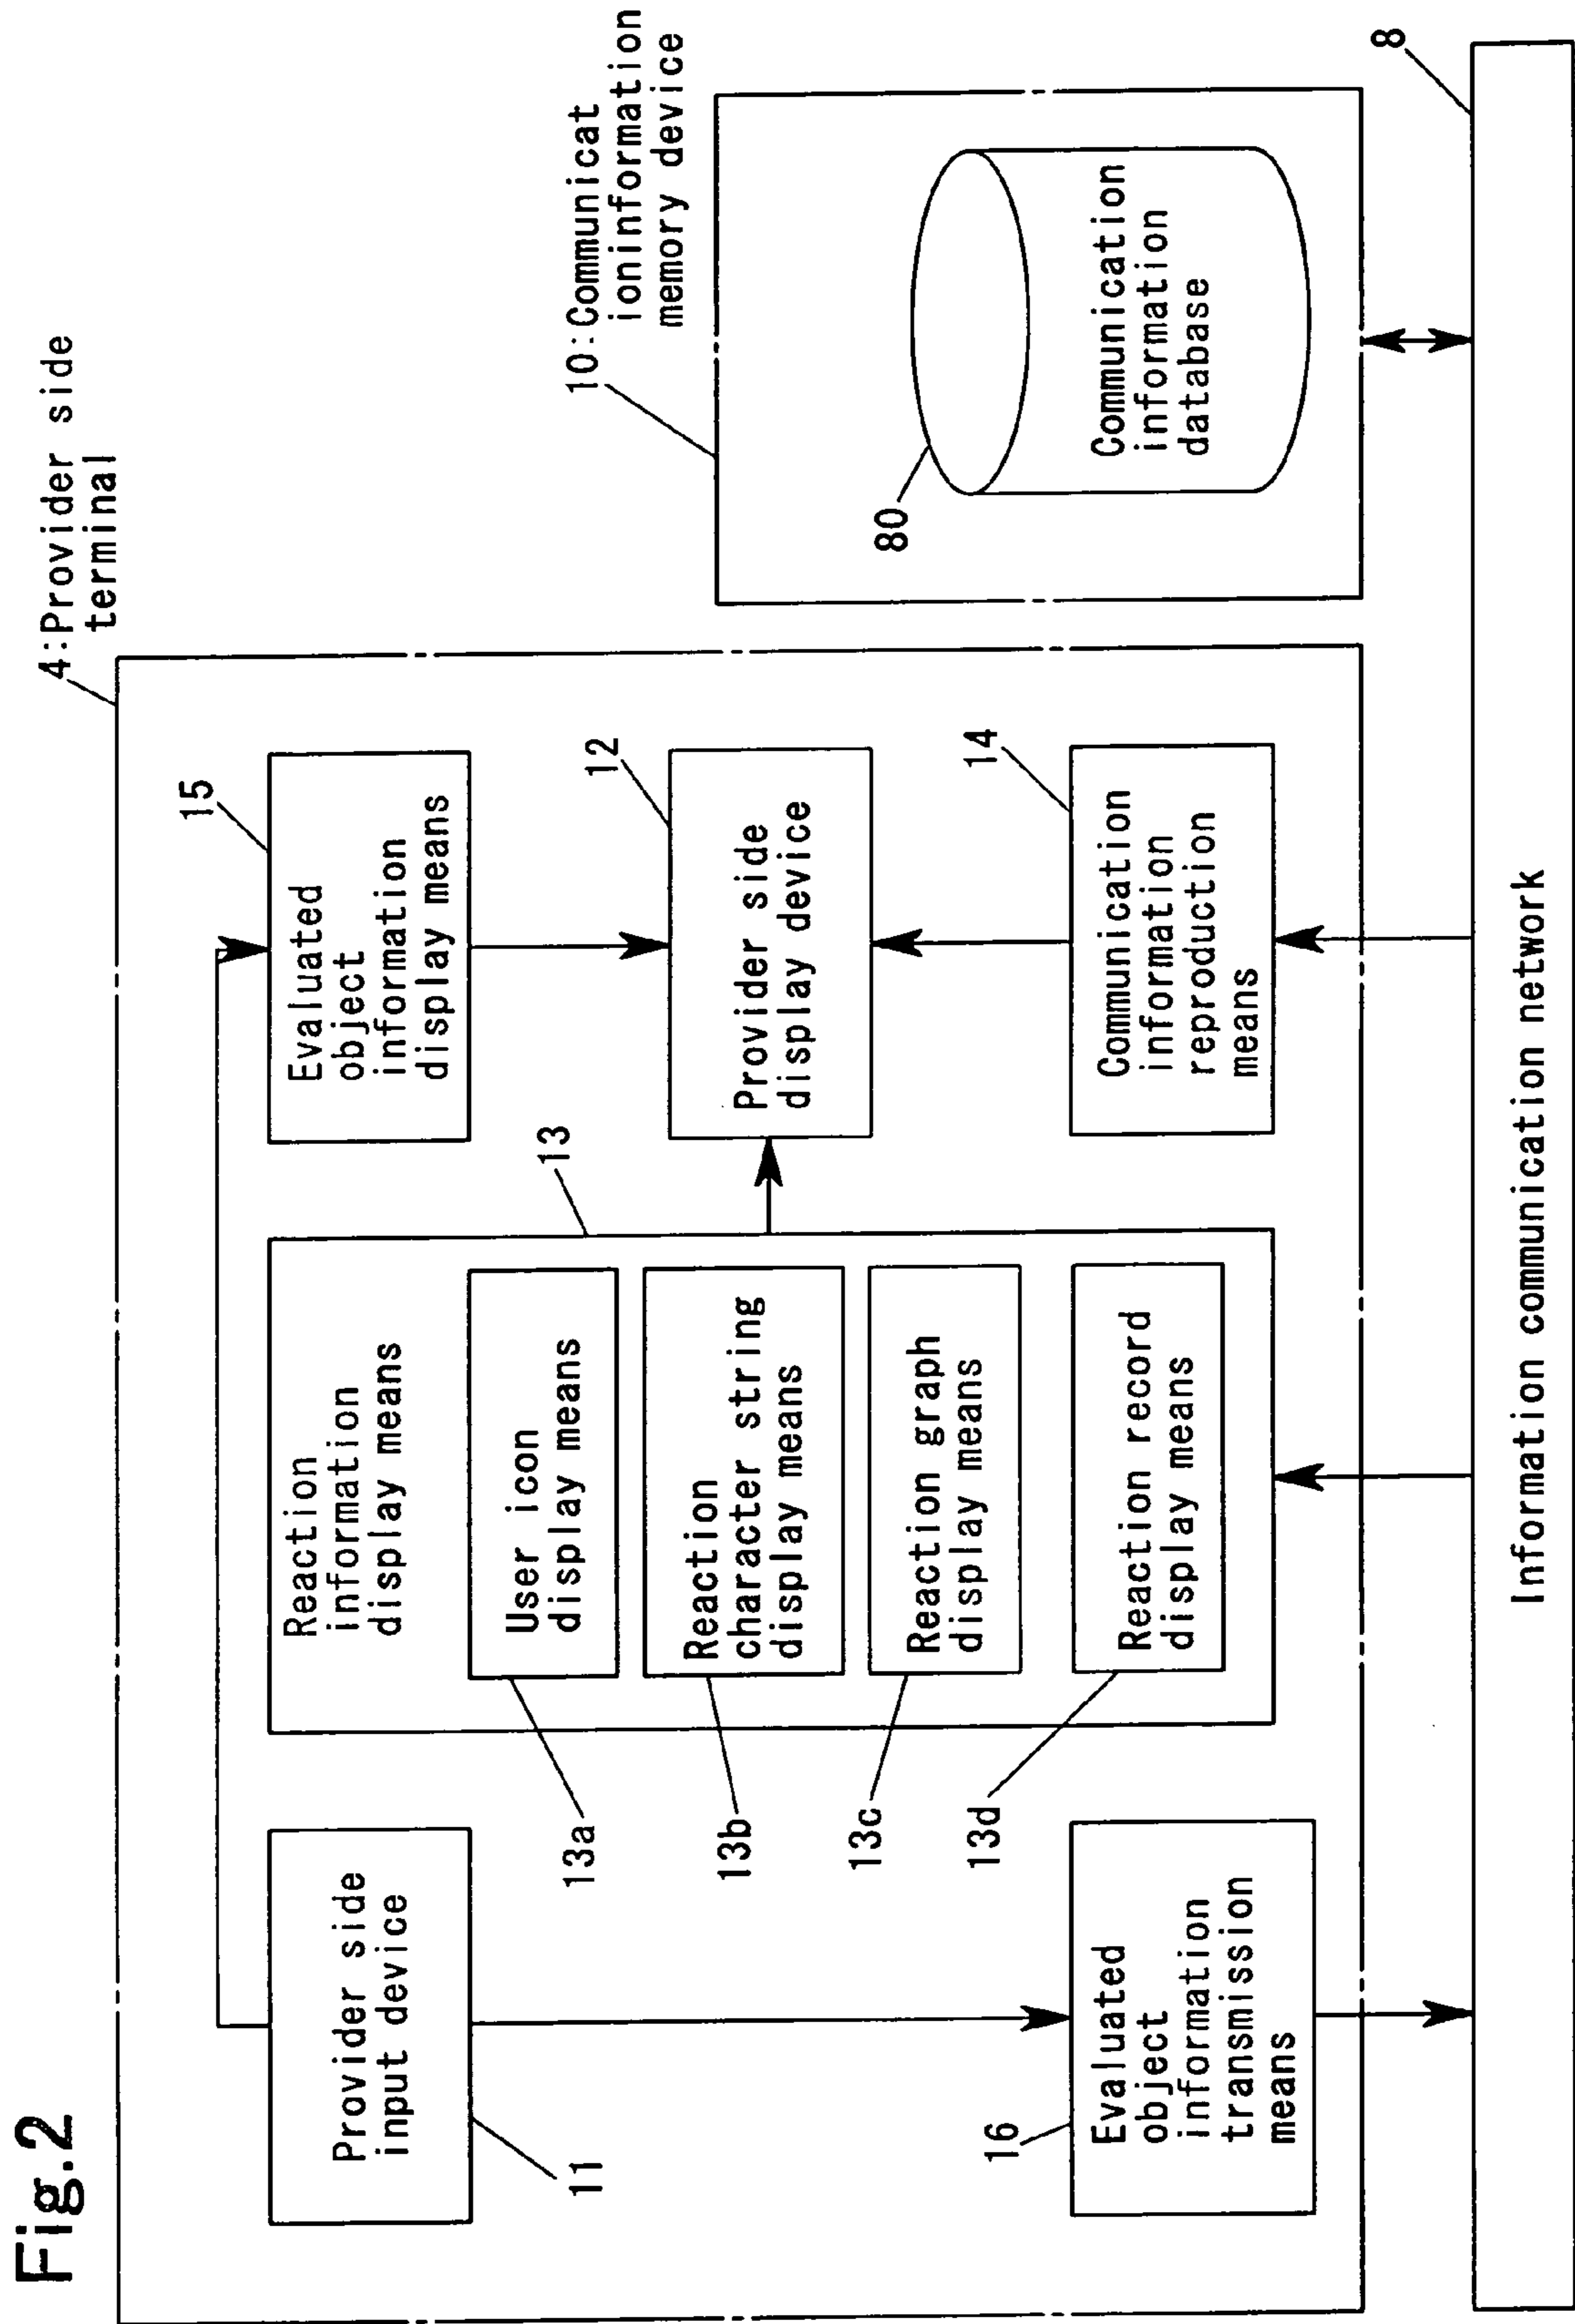 Fig.2
4:Provider side
terminal
Provider side
input device
11
Evaluated
object
information
transmission
means
16
Reaction
information
display means
13
User icon
display means
13a
Reaction
character string
display means
13b
Reaction graph
display means
13c
Reaction record
display means
13d
Evaluated
object
information
display means
15
Provider side
display device
12
Communication
information
reproduction
means
14
10:Communicat
ioninformation
memory device
80
Communication
information
database
8
Information communication network